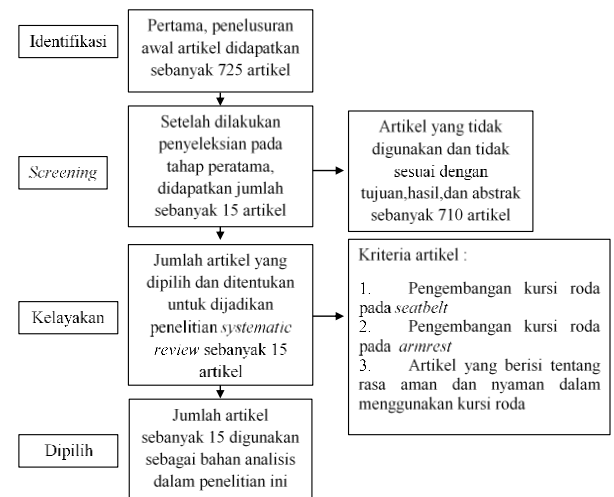 Identifikasi
Pertama, penelusuran
awal artikel didapatkan
sebanyak 725 artikel
Screening
Setelah dilakukan
penyeleksian pada
tahap peratama,
didapatkan jumlah
sebanyak 15 artikel
Artikel yang tidak
digunakan dan tidak
sesuai dengan
tujuan,hasil,dan abstrak
sebanyak 710 artikel
Kelayakan
Jumlah artikel yang
dipilih dan ditentukan
untuk dijadikan
penelitian systematic
review sebanyak 15
artikel
Kriteria artikel :
1. Pengembangan kursi roda
pada seatbelt
2. Pengembangan kursi roda
pada armrest
3. Artikel yang berisi tentang
rasa aman dan nyaman dalam
menggunakan kursi roda
Dipilih
Jumlah artikel
sebanyak 15 digunakan
sebagai bahan analisis
dalam penelitian ini